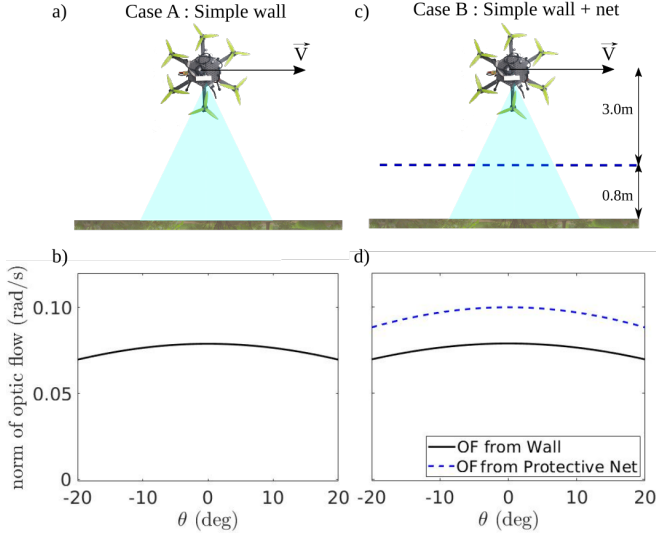 a) Case A : Simple wall
c) Case B : Simple wall + net
V
V
3.0m
0.8m
b)
d)
norm of optic flow (rad/s)
0.10
0.05
0
-20 -10 0 10 20
θ (deg)
OF from Wall
OF from Protective Net
-20 -10 0 10 20
θ (deg)